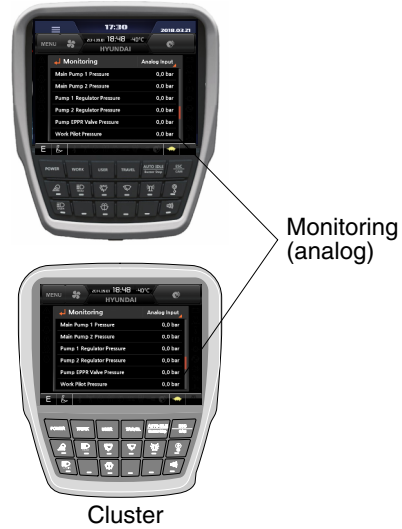 17:30
2018.03.21
MENU
18:48 -40°C
HYUNDAI
Monitoring Analog Input
Main Pump 1 Pressure 0,0 bar
Main Pump 2 Pressure 0,0 bar
Pump 1 Regulator Pressure 0,0 bar
Pump 2 Regulator Pressure 0,0 bar
Pump EPPR Valve Pressure 0,0 bar
Work Pilot Pressure 0,0 bar
E
POWER WORK USER TRAVEL AUTO IDLE ESC
Monitoring
(analog)
MENU
18:48 -40°C
HYUNDAI
Monitoring Analog Input
Main Pump 1 Pressure 0,0 bar
Main Pump 2 Pressure 0,0 bar
Pump 1 Regulator Pressure 0,0 bar
Pump 2 Regulator Pressure 0,0 bar
Pump EPPR Valve Pressure 0,0 bar
Work Pilot Pressure 0,0 bar
E
POWER WORK USER TRAVEL
Cluster